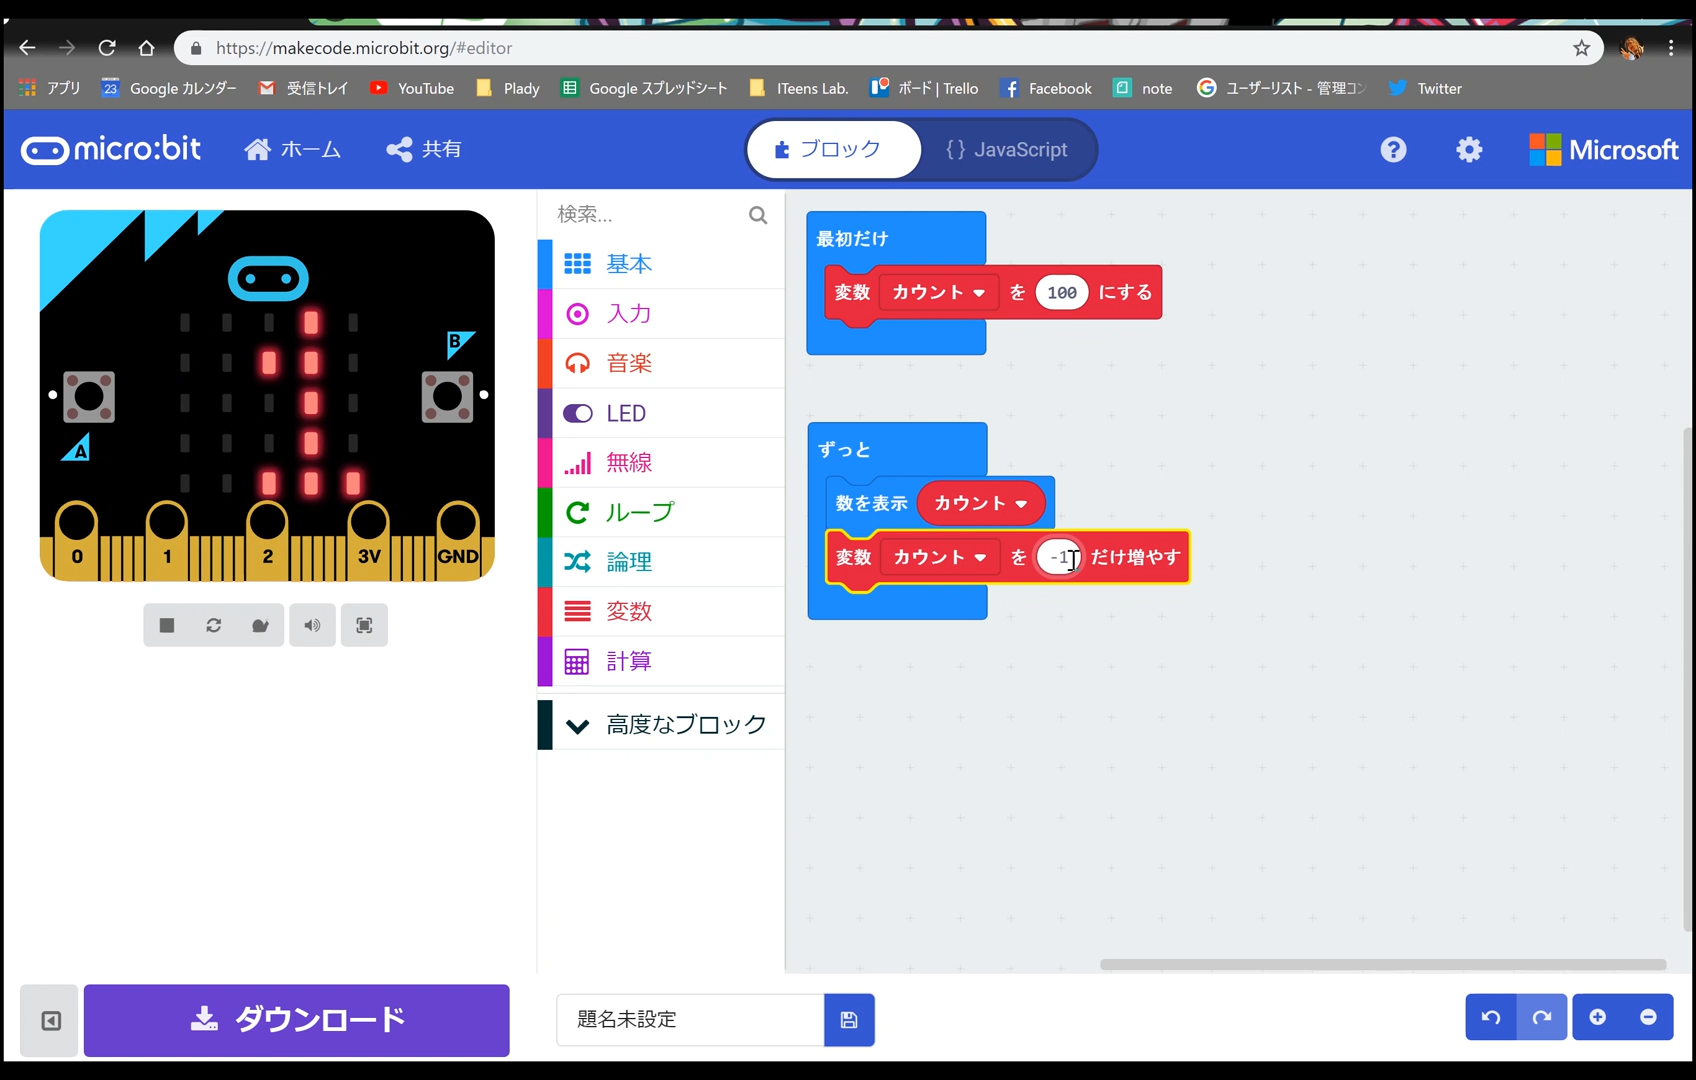 https://makecode.microbit.org/#editor
アプリ
23 Google カレンダー
受信トレイ
YouTube
Plady
Google スプレッドシート
ITeens Lab.
ボード | Trello
Facebook
note
ユーザーリスト - 管理コン
Twitter
micro:bit
ホーム
共有
ブロック
{} JavaScript
?
Microsoft
検索...
基本
入力
音楽
LED
無線
ループ
論理
変数
計算
高度なブロック
B
A
0 1 2 3V GND
最初だけ
変数 カウント を 100 にする
ずっと
数を表示 カウント
変数 カウント を -1 だけ増やす
ダウンロード
題名未設定